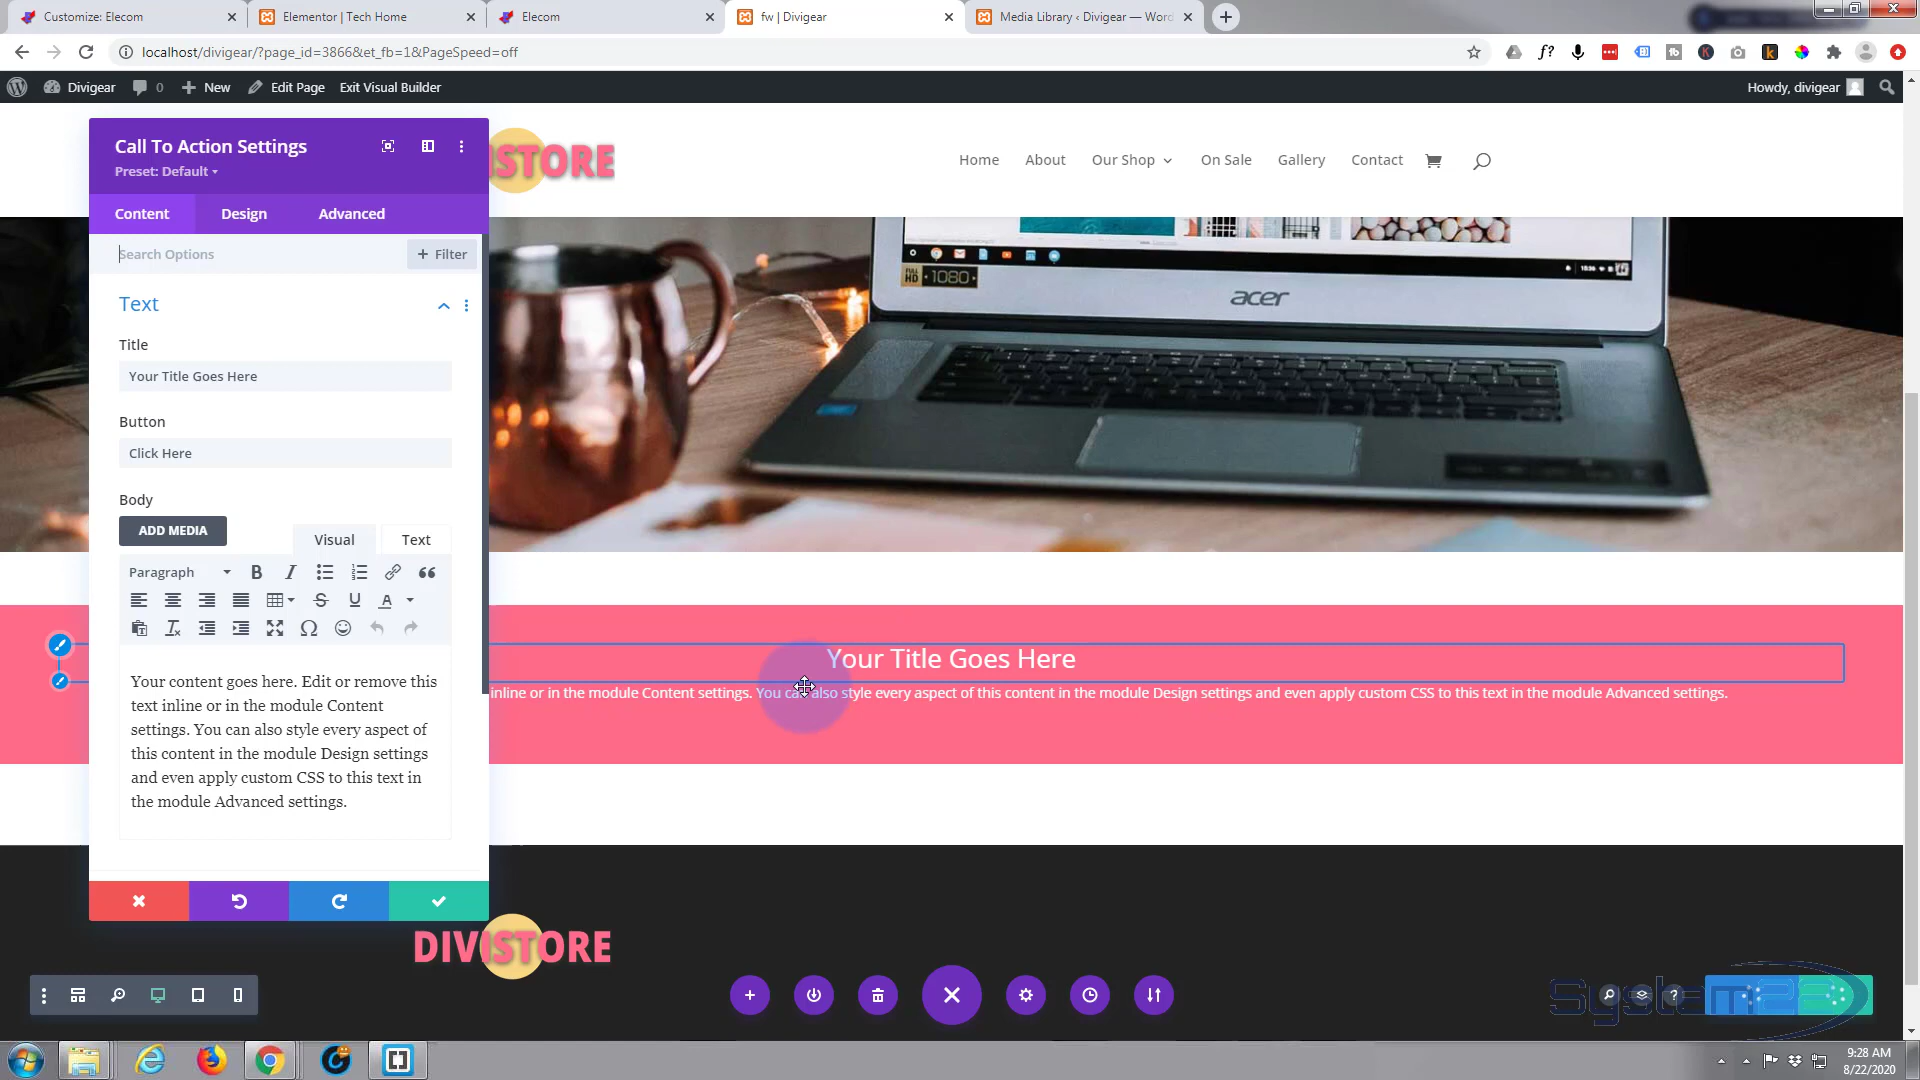 Customize: Elecom
Elementor | Tech Home
Elecom
fw | Divigear
Media Library ‹ Divigear — Word
localhost/divigear/?page_id=3866&et_fb=1&PageSpeed=off
Divigear
0
New
Edit Page
Exit Visual Builder
Howdy, divigear
Call To Action Settings
Preset: Default
Content
Design
Advanced
Search Options
+ Filter
Text
Title
Your Title Goes Here
Button
Click Here
Body
ADD MEDIA
Visual
Text
Paragraph
Your content goes here. Edit or remove this
text inline or in the module Content
settings. You can also style every aspect of
this content in the module Design settings
and even apply custom CSS to this text in
the module Advanced settings.
ISTORE
Home
About
Our Shop
On Sale
Gallery
Contact
FULL HD 1080
acer
Your Title Goes Here
inline or in the module Content settings. You can also style every aspect of this content in the module Design settings and even apply custom CSS to this text in the module Advanced settings.
DIVISTORE
System22
9:28 AM
8/22/2020